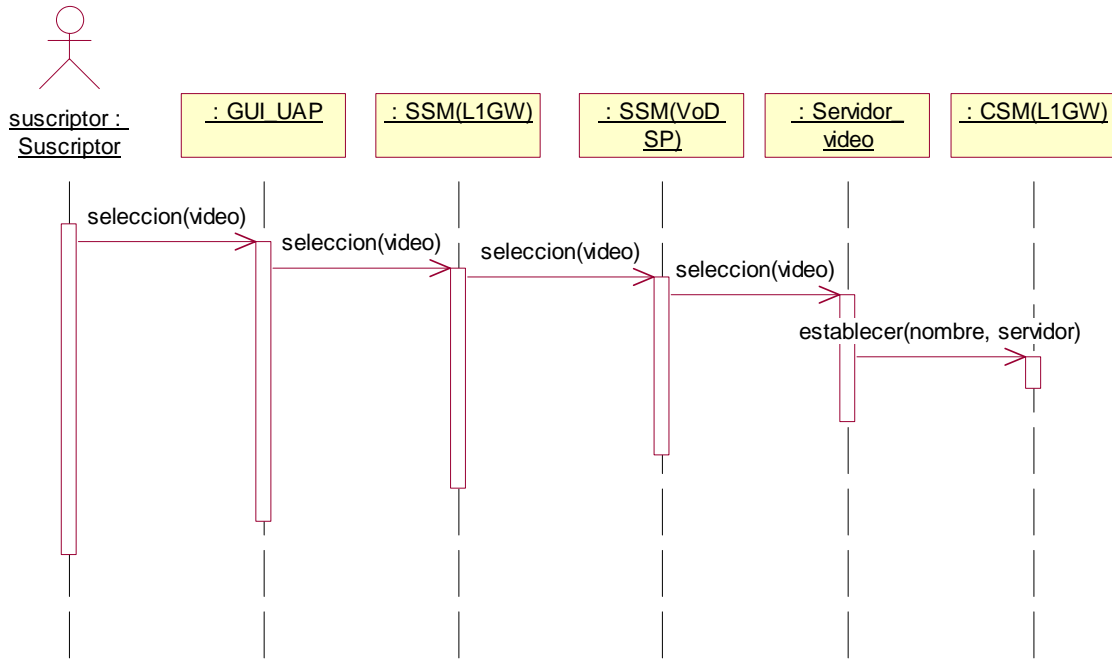 suscriptor :
Suscriptor
: GUI_UAP
: SSM(L1GW)
: SSM(VoD
SP)
: Servidor_
video
: CSM(L1GW)
seleccion(video)
seleccion(video)
seleccion(video)
seleccion(video)
establecer(nombre, servidor)